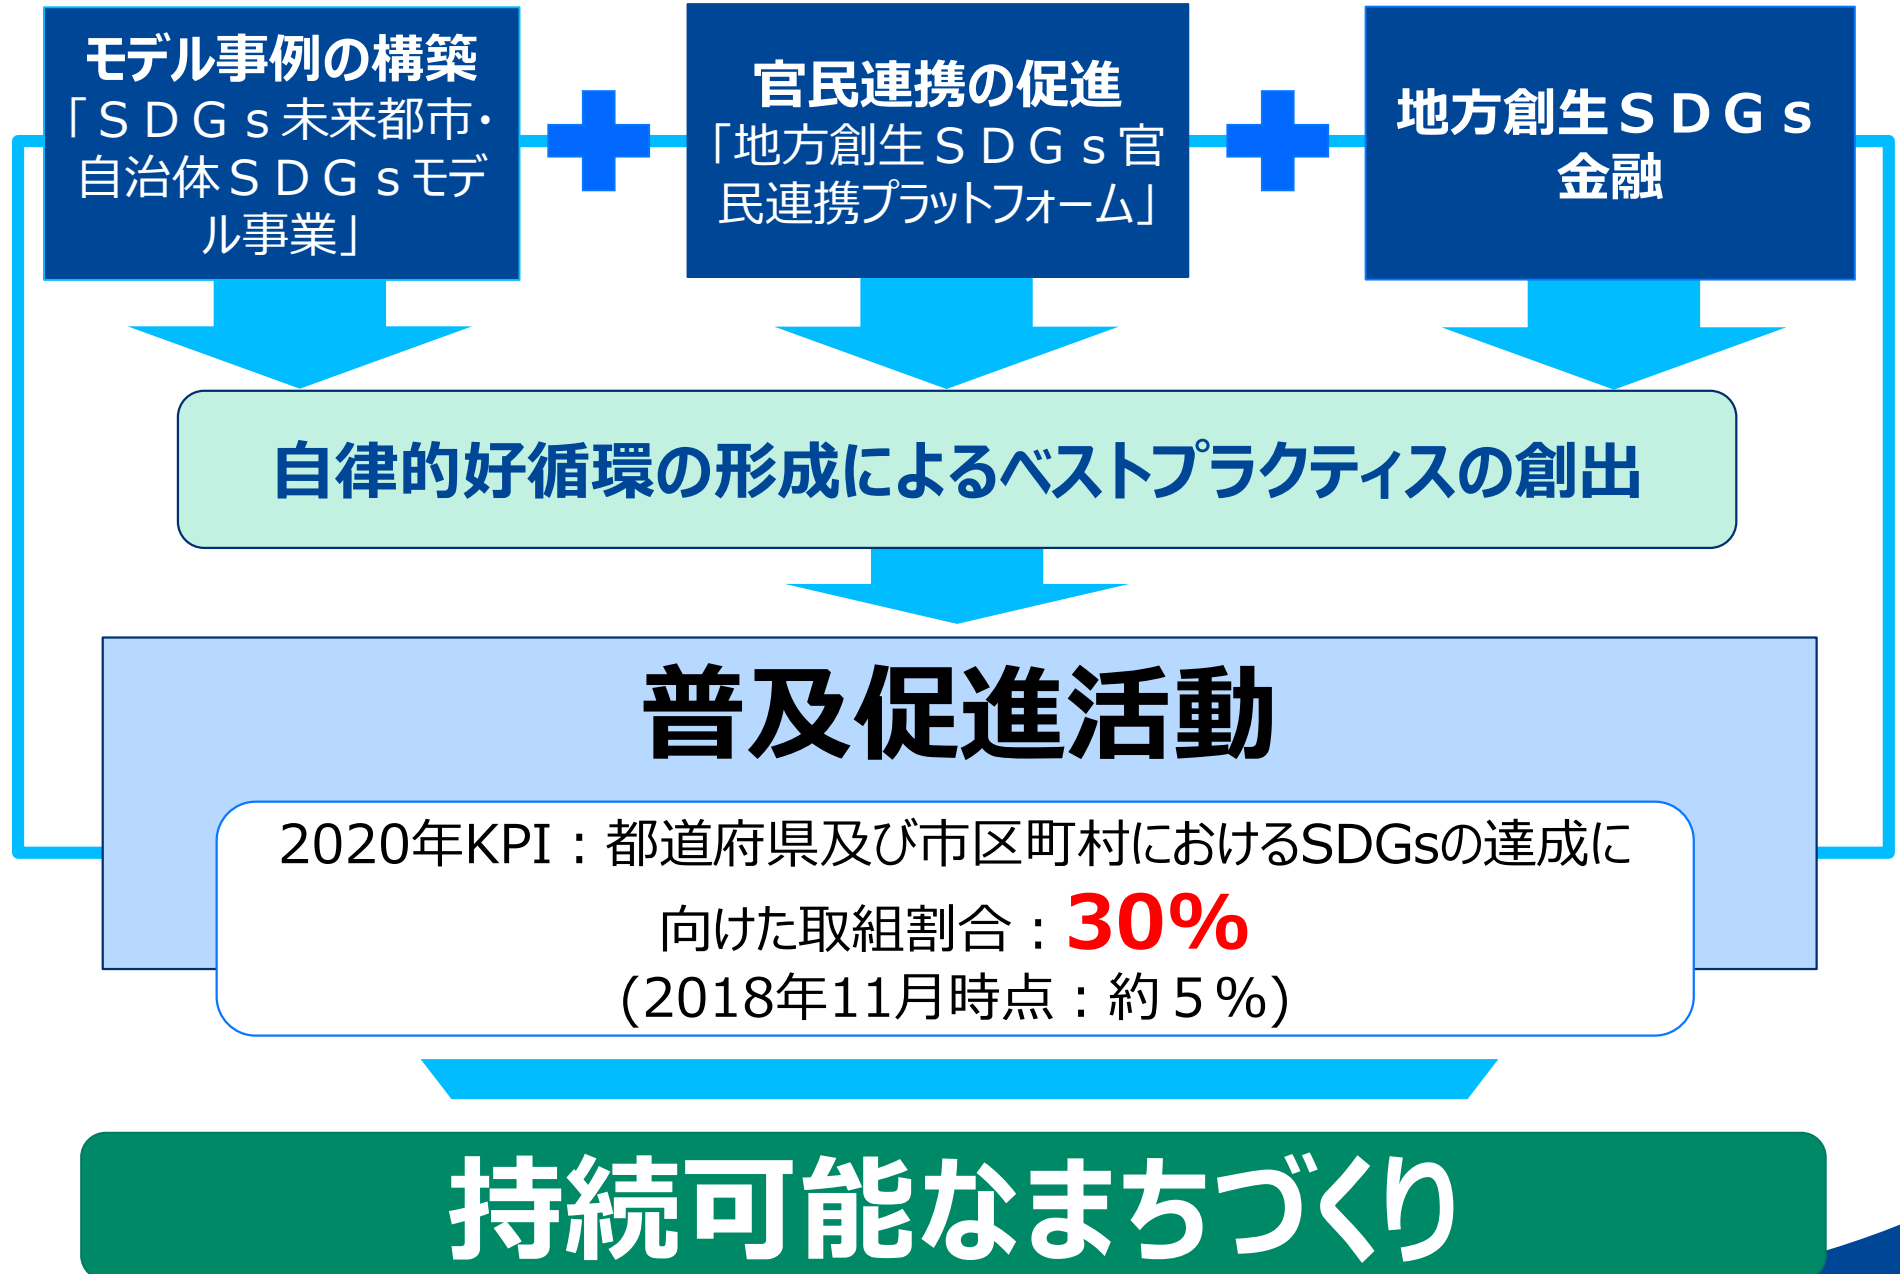 モデル事例の構築
「ＳＤＧｓ未来都市・
自治体ＳＤＧｓモデ
ル事業」
官民連携の促進
「地方創生ＳＤＧｓ官
民連携プラットフォーム」
地方創生ＳＤＧｓ
金融
自律的好循環の形成によるベストプラクティスの創出
普及促進活動
2020年KPI：都道府県及び市区町村におけるSDGsの達成に
向けた取組割合：30%
(2018年11月時点：約５％)
持続可能なまちづくり